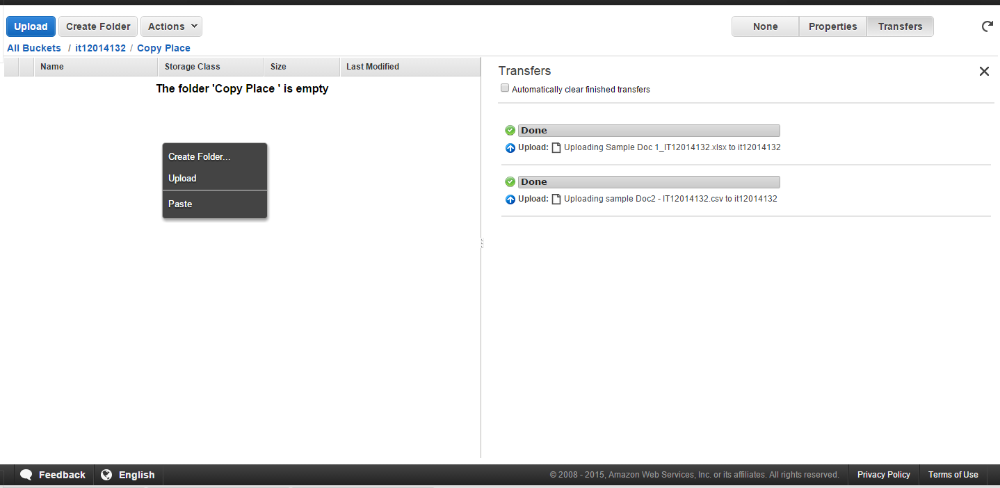 Upload Create Folder Actions None Properties Transfers
All Buckets / it12014132 / Copy Place
Name Storage Class Size Last Modified
The folder 'Copy Place ' is empty
Create Folder...
Upload
Paste
Transfers
Automatically clear finished transfers
Done
Upload: Uploading Sample Doc 1_IT12014132.xlsx to it12014132
Done
Upload: Uploading sample Doc2 - IT12014132.csv to it12014132
Feedback English © 2008 - 2015, Amazon Web Services, Inc. or its affiliates. All rights reserved. Privacy Policy Terms of Use